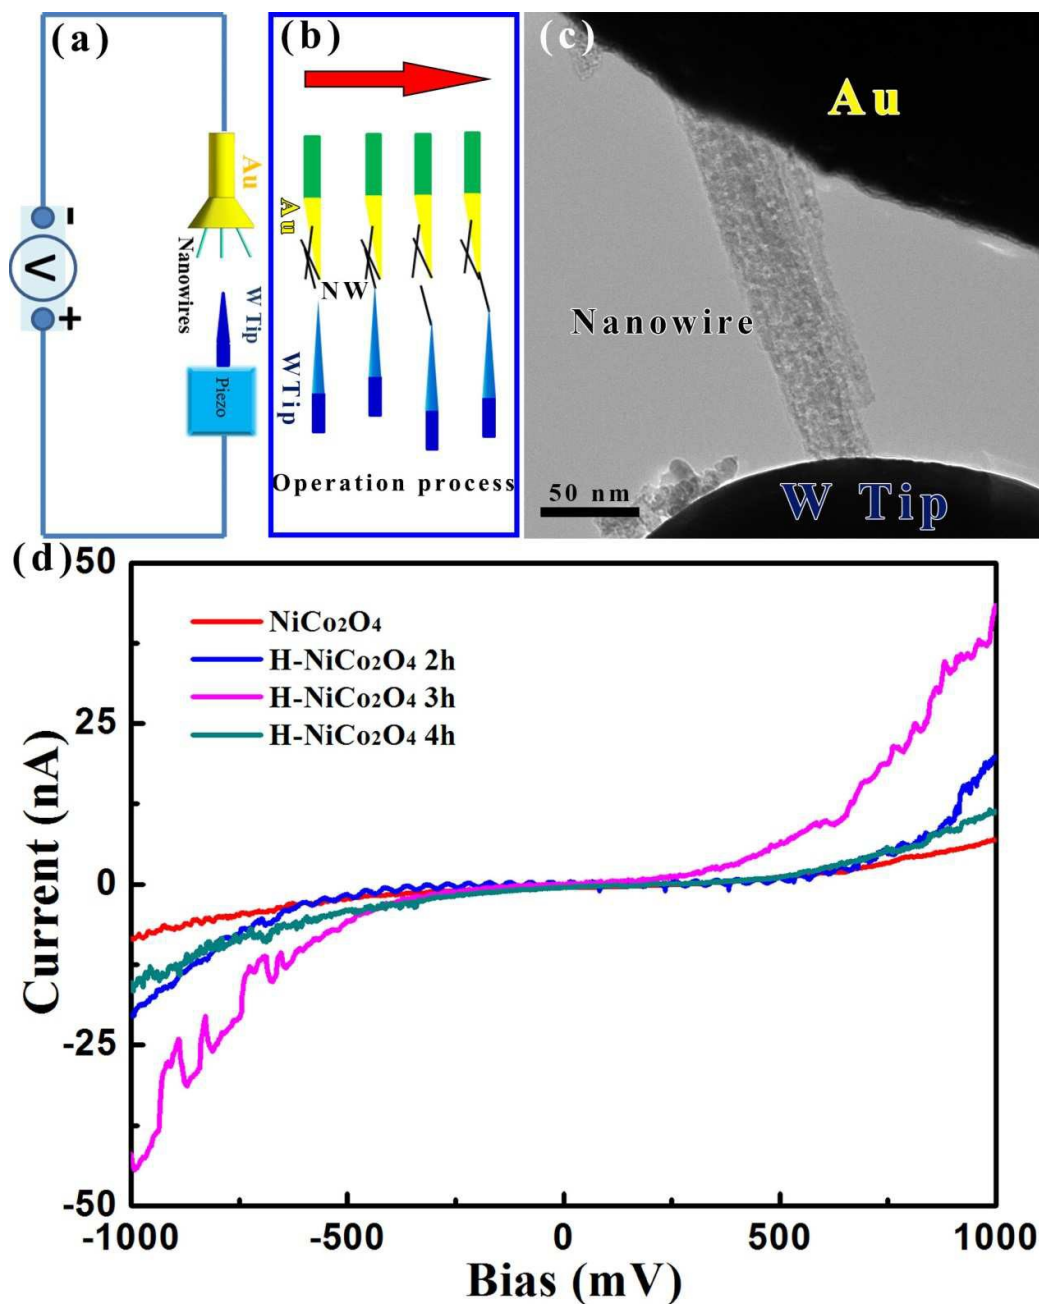 (a)
-
V
+
Au
Nanowires
W Tip
Piezo
(b)
Au
NW
W Tip
Operation process
(c)
Au
Nanowire
50 nm
W Tip
(d)
50
25
0
-25
-50
Current (nA)
NiCo₂O₄
H-NiCo₂O₄ 2h
H-NiCo₂O₄ 3h
H-NiCo₂O₄ 4h
-1000 -500 0 500 1000
Bias (mV)